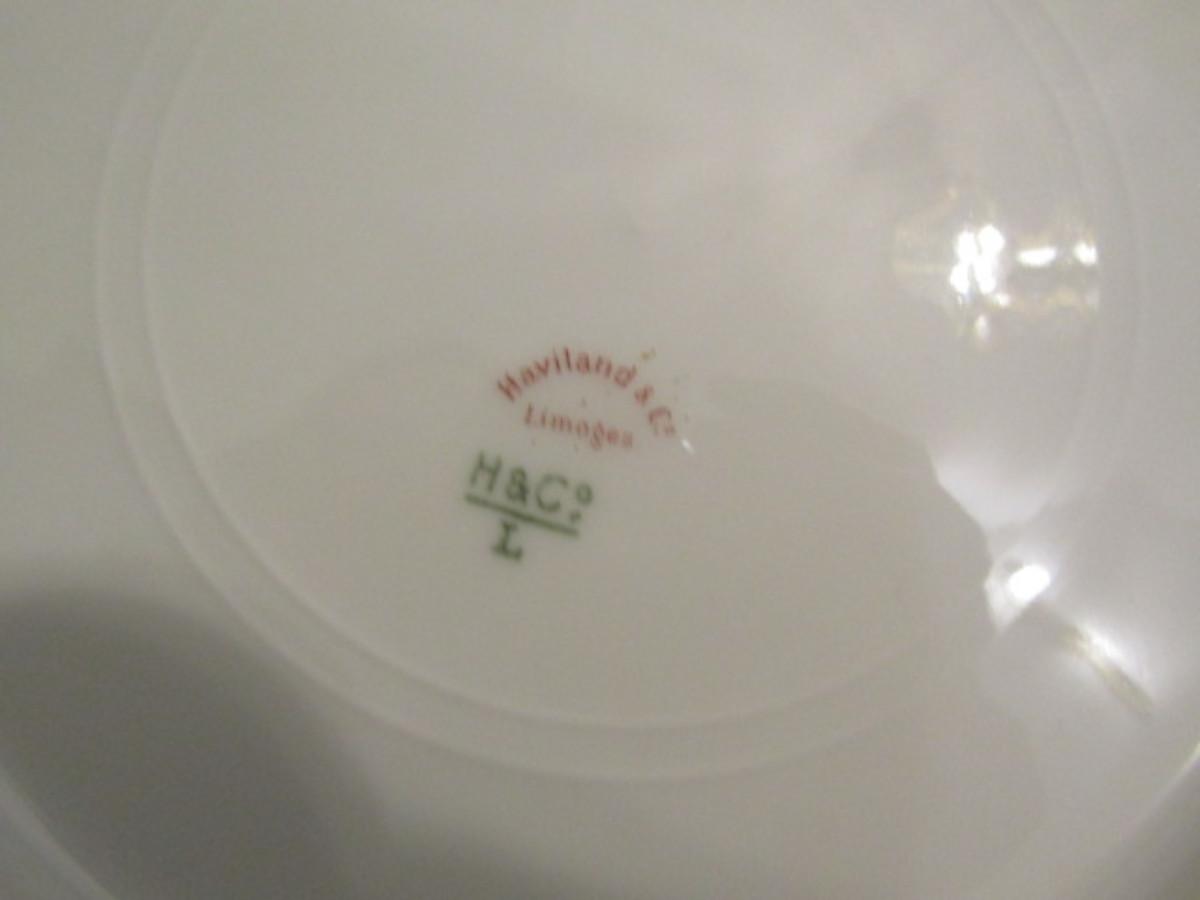 Haviland & Co
Limoges
H&Co
L